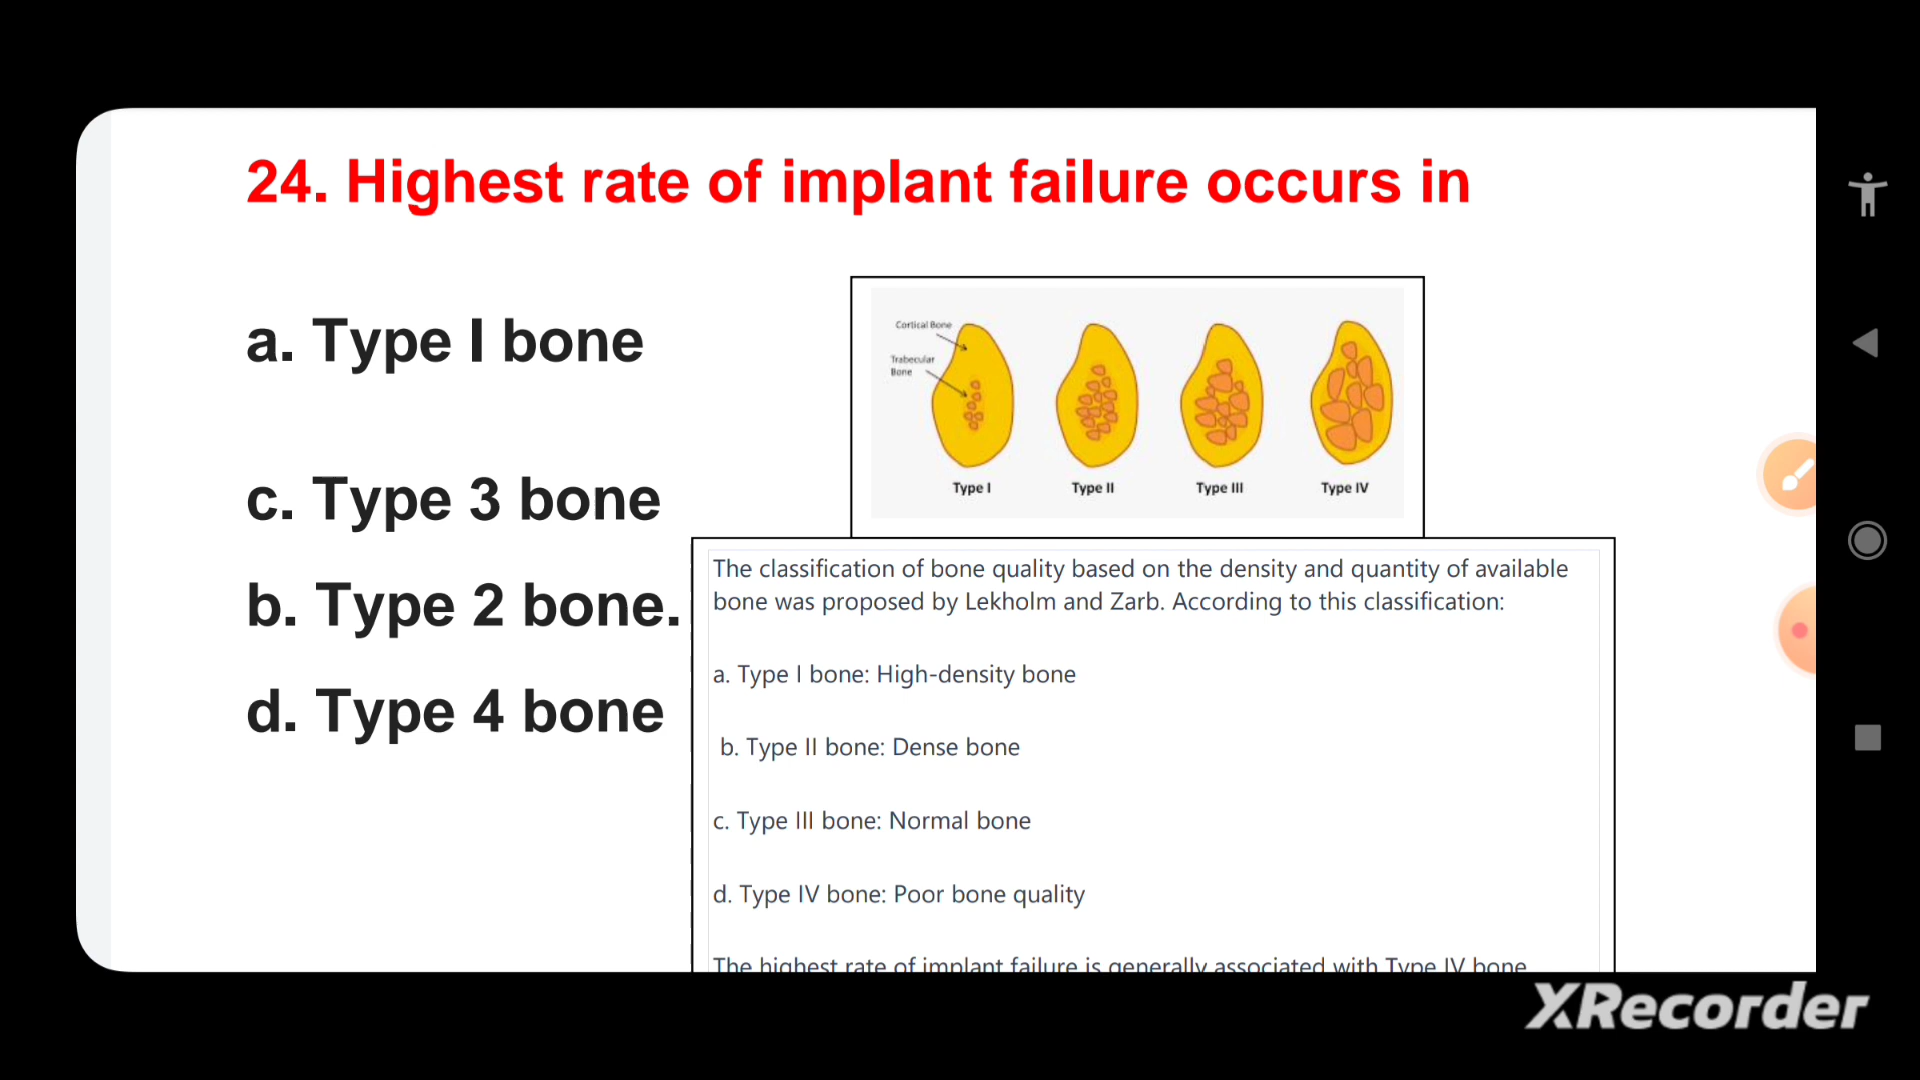 24. Highest rate of implant failure occurs in
a. Type I bone
c. Type 3 bone
b. Type 2 bone.
d. Type 4 bone
Cortical Bone
Trabecular
Bone
Type I
Type II
Type III
Type IV
The classification of bone quality based on the density and quantity of available
bone was proposed by Lekholm and Zarb. According to this classification:
a. Type I bone: High-density bone
b. Type II bone: Dense bone
c. Type III bone: Normal bone
d. Type IV bone: Poor bone quality
The highest rate of implant failure is generally associated with Type IV bone
XRecorder